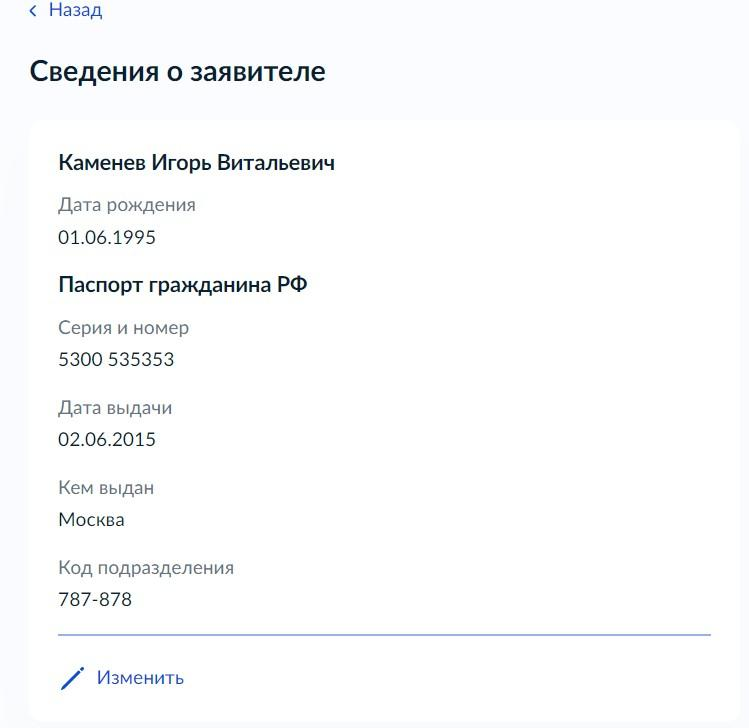 Назад
Сведения о заявителе
Каменев Игорь Витальевич
Дата рождения
01.06.1995
Паспорт гражданина РФ
Серия и номер
5300 535353
Дата выдачи
02.06.2015
Кем выдан
Москва
Код подразделения
787-878
Изменить